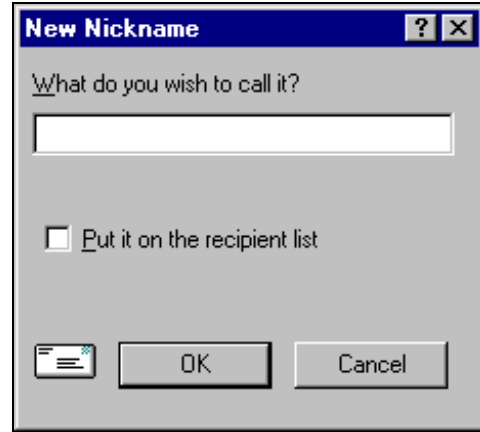 New Nickname ? X
What do you wish to call it?
Put it on the recipient list
OK Cancel